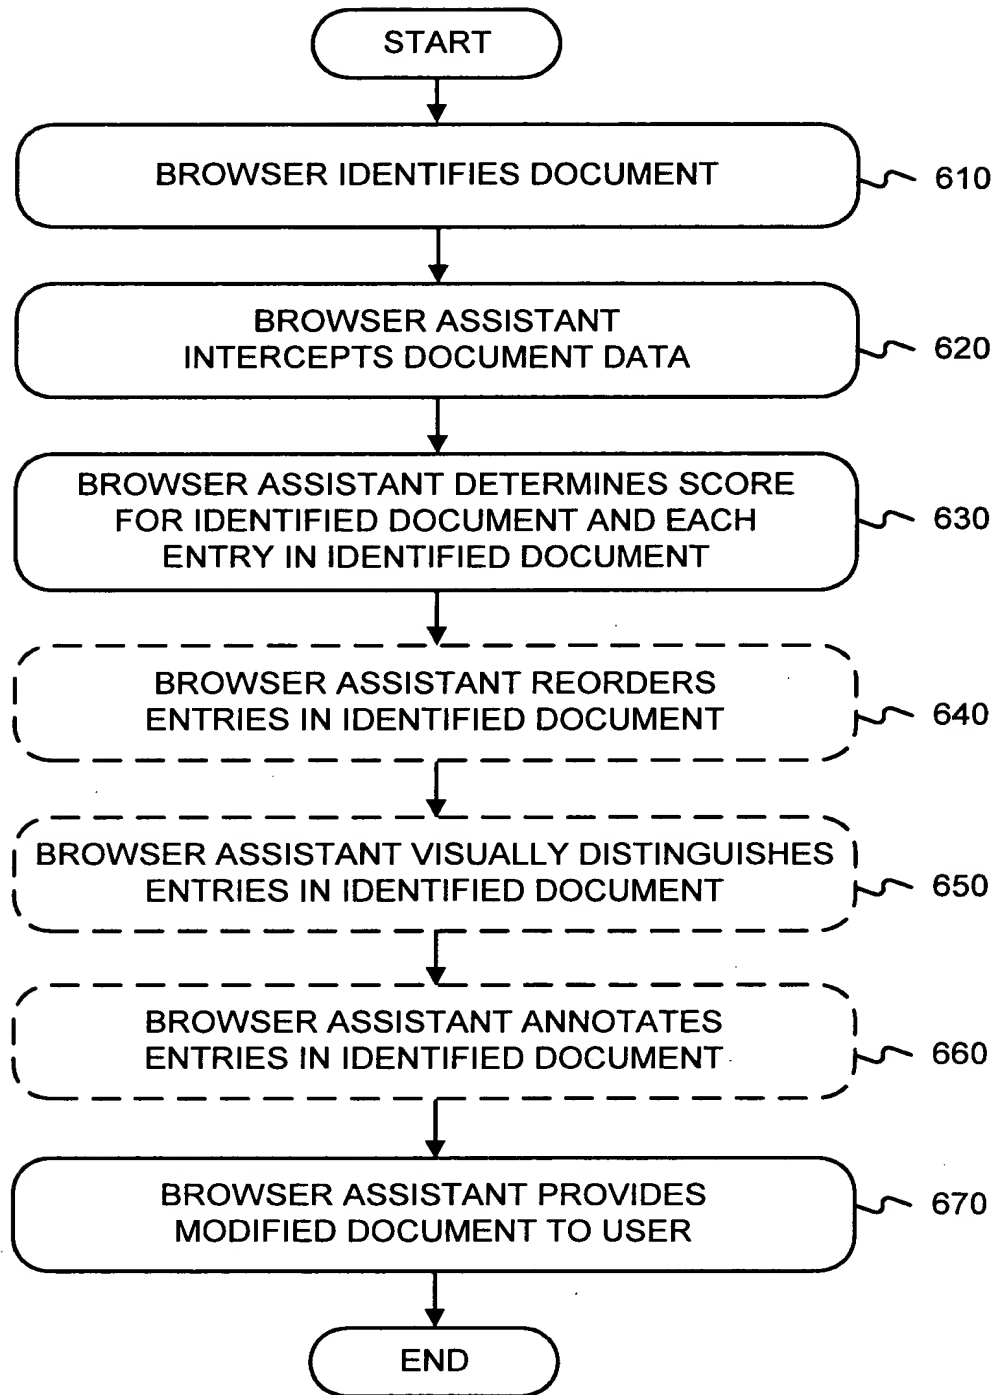 START
BROWSER IDENTIFIES DOCUMENT
610
BROWSER ASSISTANT
INTERCEPTS DOCUMENT DATA
620
BROWSER ASSISTANT DETERMINES SCORE
FOR IDENTIFIED DOCUMENT AND EACH
ENTRY IN IDENTIFIED DOCUMENT
630
BROWSER ASSISTANT REORDERS
ENTRIES IN IDENTIFIED DOCUMENT
640
BROWSER ASSISTANT VISUALLY DISTINGUISHES
ENTRIES IN IDENTIFIED DOCUMENT
650
BROWSER ASSISTANT ANNOTATES
ENTRIES IN IDENTIFIED DOCUMENT
660
BROWSER ASSISTANT PROVIDES
MODIFIED DOCUMENT TO USER
670
END